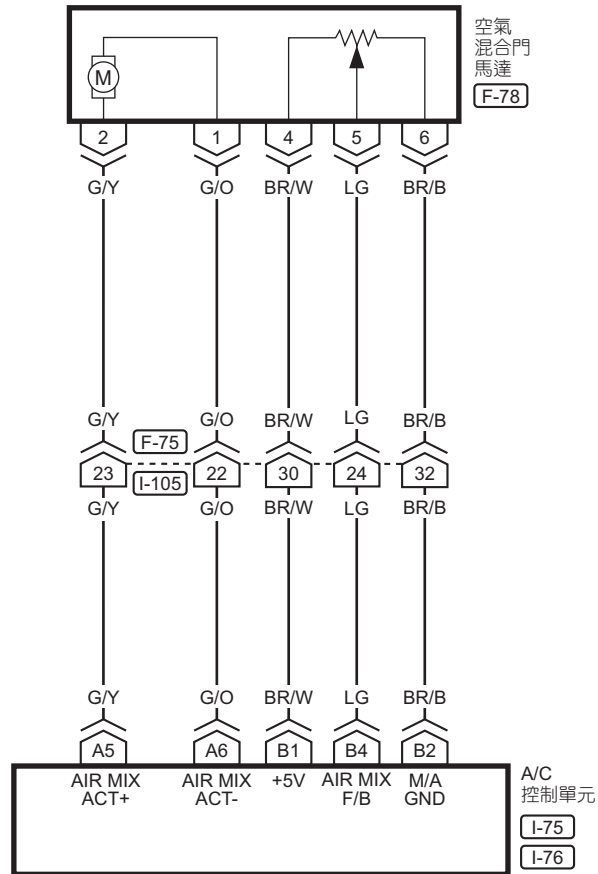 空氣
混合門
馬達
F-78
M
2 1 4 5 6
G/Y G/O BR/W LG BR/B
G/Y G/O BR/W LG BR/B
F-75
23 22 30 24 32
I-105
G/Y G/O BR/W LG BR/B
G/Y G/O BR/W LG BR/B
A5 A6 B1 B4 B2
AIR MIX ACT+
AIR MIX ACT-
+5V
AIR MIX F/B
M/A GND
A/C
控制單元
I-75
I-76